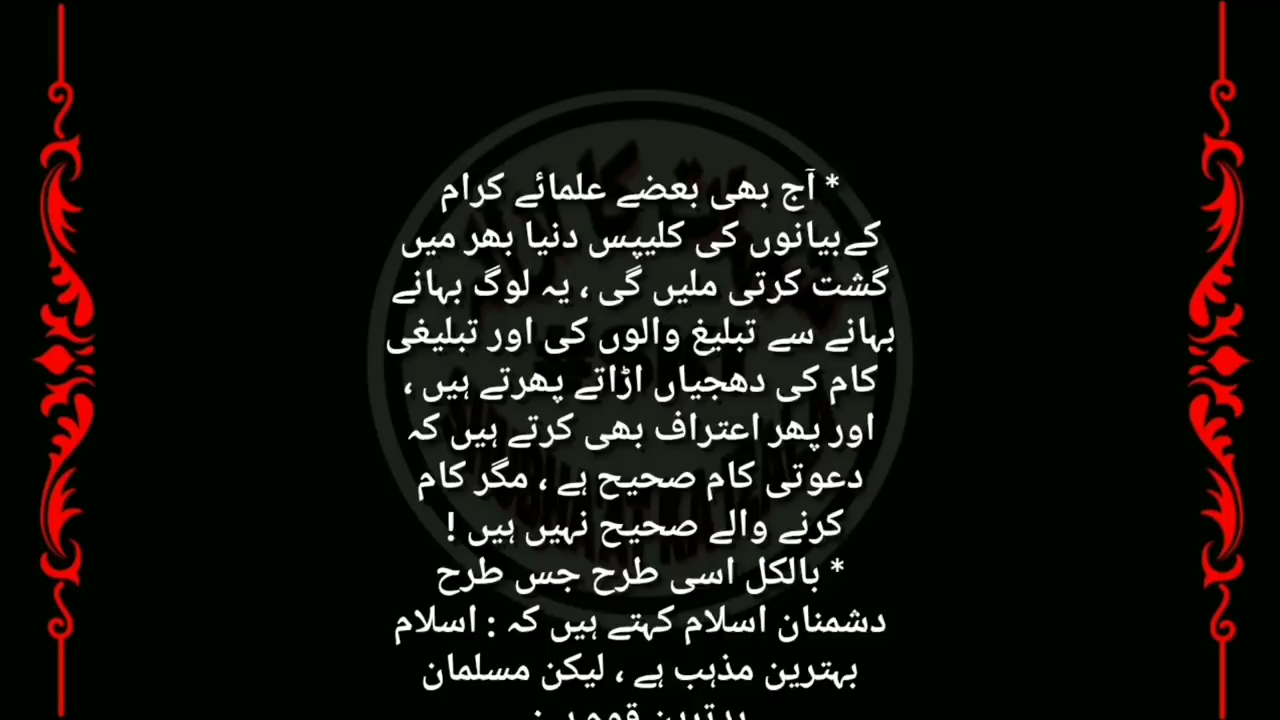 * آج بھی بعضے علمائے کرام
کےبیانوں کی کلیپس دنیا بھر میں
گشت کرتی ملیں گی ، یہ لوگ بہانے
بہانے سے تبلیغ والوں کی اور تبلیغی
کام کی دھجیاں اڑاتے پھرتے ہیں ،
اور پھر اعتراف بھی کرتے ہیں کہ
دعوتی کام صحیح ہے ، مگر کام
کرنے والے صحیح نہیں ہیں !
* بالکل اسی طرح جس طرح
دشمنان اسلام کہتے ہیں کہ : اسلام
بہترین مذہب ہے ، لیکن مسلمان